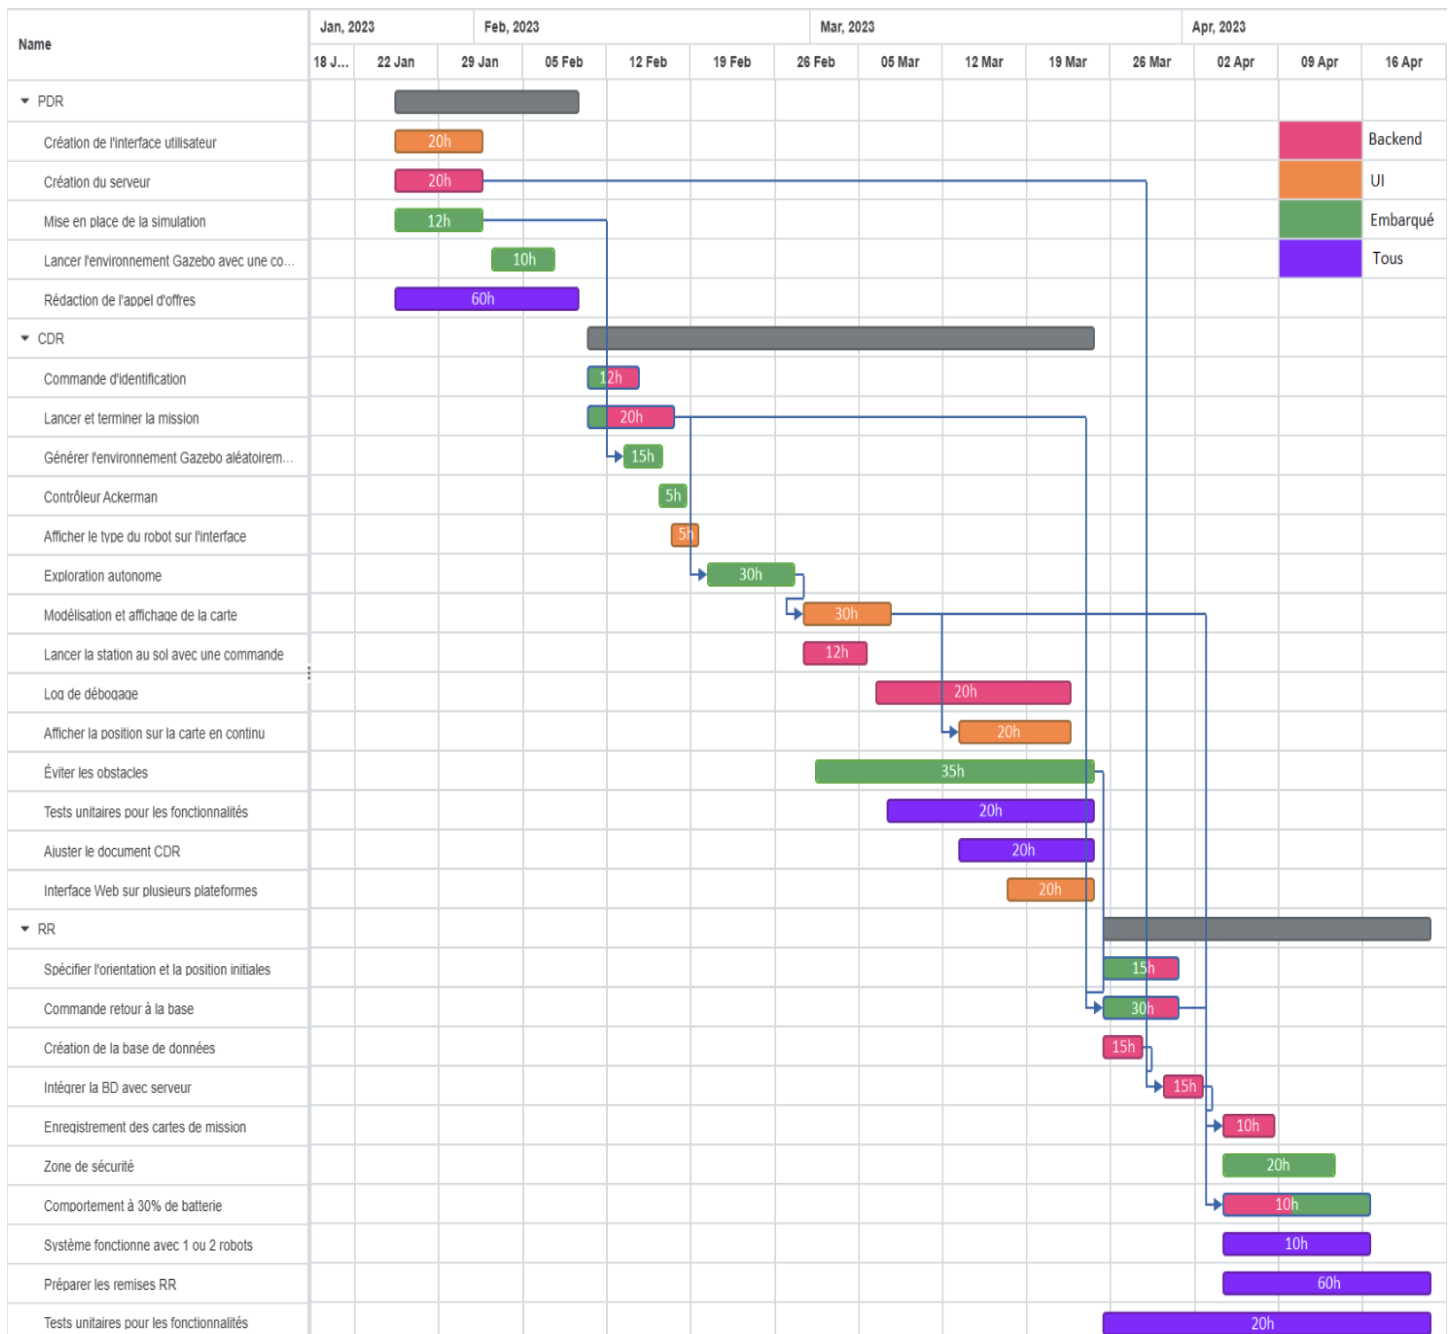 Name
Jan, 2023 Feb, 2023 Mar, 2023 Apr, 2023
18 J... 22 Jan 29 Jan 05 Feb 12 Feb 19 Feb 26 Feb 05 Mar 12 Mar 19 Mar 26 Mar 02 Apr 09 Apr 16 Apr
PDR
Création de l'interface utilisateur 20h
Backend
Création du serveur 20h
UI
Mise en place de la simulation 12h
Embarqué
Lancer l'environnement Gazebo avec une co... 10h
Tous
Rédaction de l'appel d'offres 60h
CDR
Commande d'identification 12h
Lancer et terminer la mission 20h
Générer l'environnement Gazebo aléatoirem... 15h
Contrôleur Ackerman 5h
Afficher le type du robot sur l'interface 5h
Exploration autonome 30h
Modélisation et affichage de la carte 30h
Lancer la station au sol avec une commande 12h
Log de débogage 20h
Afficher la position sur la carte en continu 20h
Éviter les obstacles 35h
Tests unitaires pour les fonctionnalités 20h
Ajuster le document CDR 20h
Interface Web sur plusieurs plateformes 20h
RR
Spécifier l'orientation et la position initiales 15h
Commande retour à la base 30h
Création de la base de données 15h
Intégrer la BD avec serveur 15h
Enregistrement des cartes de mission 10h
Zone de sécurité 20h
Comportement à 30% de batterie 10h
Système fonctionne avec 1 ou 2 robots 10h
Préparer les remises RR 60h
Tests unitaires pour les fonctionnalités 20h